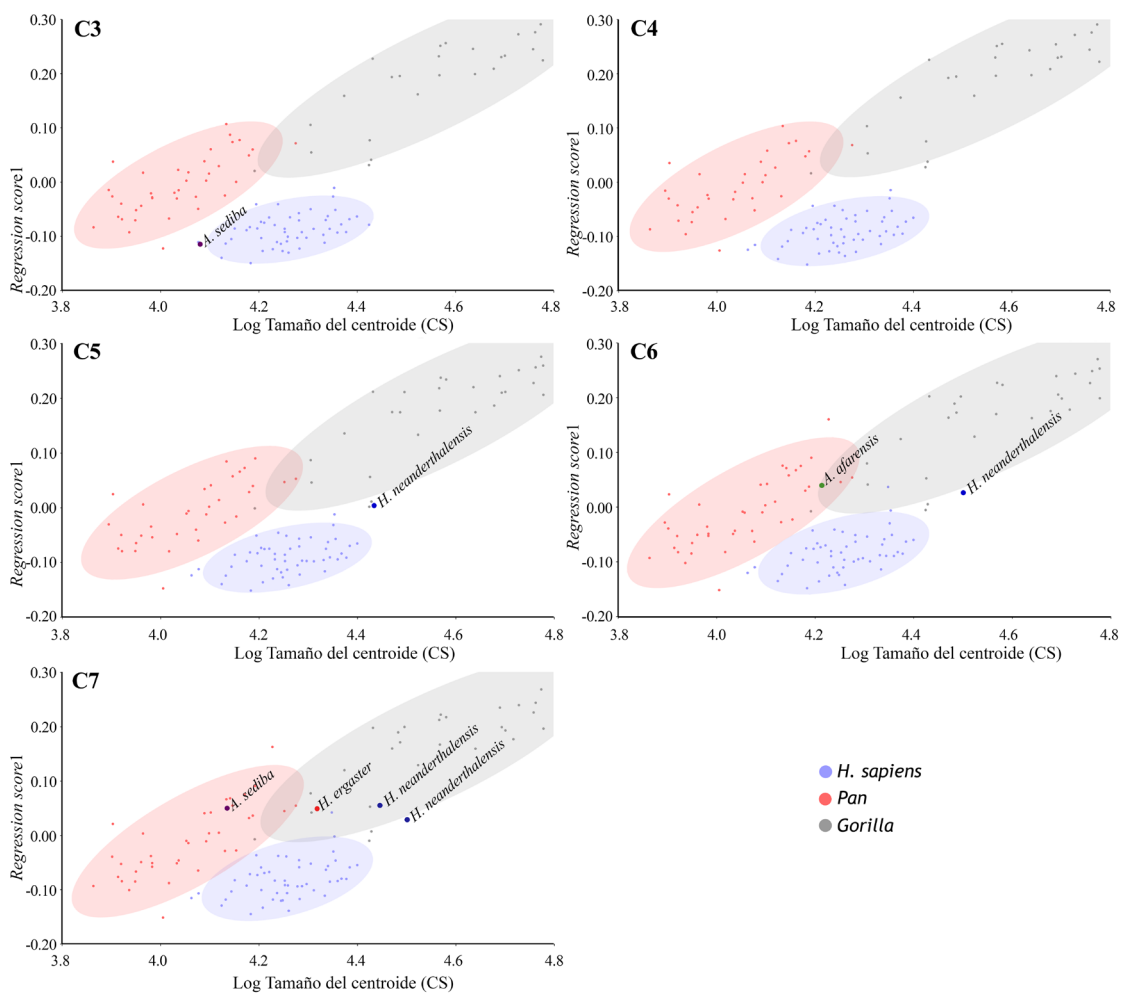 C3
0.30
0.20
0.10
0.00
-0.10
-0.20
Regression score1
A. sediba
3.8 4.0 4.2 4.4 4.6 4.8
Log Tamaño del centroide (CS)
C4
0.30
0.20
0.10
0.00
-0.10
-0.20
Regression score1
3.8 4.0 4.2 4.4 4.6 4.8
Log Tamaño del centroide (CS)
C5
0.30
0.20
0.10
0.00
-0.10
-0.20
Regression score1
H. neanderthalensis
3.8 4.0 4.2 4.4 4.6 4.8
Log Tamaño del centroide (CS)
C6
0.30
0.20
0.10
0.00
-0.10
-0.20
Regression score1
A. afarensis
H. neanderthalensis
3.8 4.0 4.2 4.4 4.6 4.8
Log Tamaño del centroide (CS)
C7
0.30
0.20
0.10
0.00
-0.10
-0.20
Regression score1
A. sediba
H. ergaster
H. neanderthalensis
H. neanderthalensis
3.8 4.0 4.2 4.4 4.6 4.8
Log Tamaño del centroide (CS)
H. sapiens
Pan
Gorilla